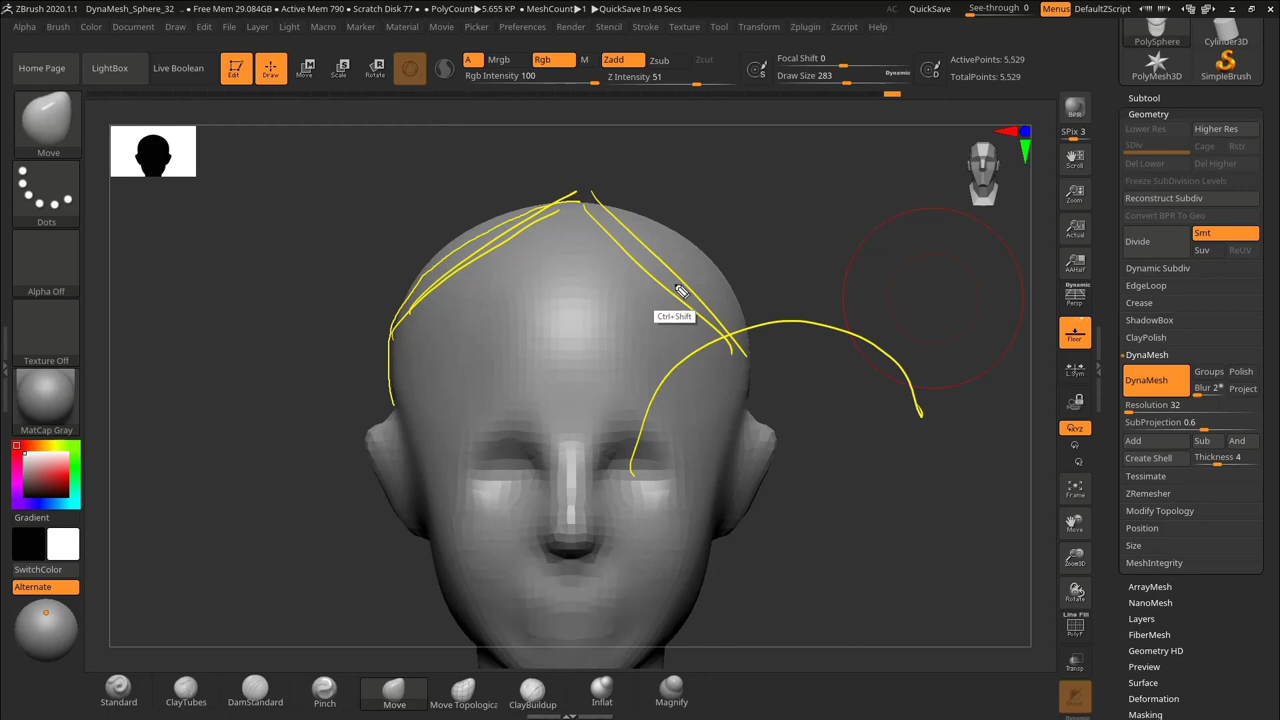 ZBrush 2020.1.1 DynaMesh_Sphere_32 • Free Mem 29.084GB • Active Mem 790 • Scratch Disk 77 • PolyCount▶5.655 KP • MeshCount▶1 ▶QuickSave In 49 Secs AC QuickSave See-through 0 Menus DefaultZScript
Alpha Brush Color Document Draw Edit File Layer Light Macro Marker Material Movie Picker Preferences Render Stencil Stroke Texture Tool Transform Zplugin Zscript Help
Home Page LightBox Live Boolean Edit Draw Move Scale Rotate
A Mrgb Rgb M Zadd Zsub Zcut
Rgb Intensity 100 Z Intensity 51
S
Focal Shift 0
Draw Size 283 Dynamic
D
ActivePoints: 5,529
TotalPoints: 5,529
Move
Dots
Alpha Off
Texture Off
MatCap Gray
Gradient
SwitchColor
Alternate
Ctrl+Shift
BPR
SPix 3
Scroll
Zoom
Actual
AAHalf
Dynamic
Persp
Floor
L.Sym
XYZ
Frame
Move
Zoom3D
Rotate
Line Fill
PolyF
Transp
PolySphere Cylinder3D
PolyMesh3D SimpleBrush
Subtool
Geometry
Lower Res Higher Res
SDiv Cage Rstr
Del Lower Del Higher
Freeze SubDivision Levels
Reconstruct Subdiv
Convert BPR To Geo
Divide Smt
Suv ReUV
Dynamic Subdiv
EdgeLoop
Crease
ShadowBox
ClayPolish
DynaMesh
DynaMesh Groups Polish
Blur 2 Project
Resolution 32
SubProjection 0.6
Add Sub And
Create Shell Thickness 4
Tessimate
ZRemesher
Modify Topology
Position
Size
MeshIntegrity
ArrayMesh
NanoMesh
Layers
FiberMesh
Geometry HD
Preview
Surface
Deformation
Masking
Standard ClayTubes DamStandard Pinch Move Move Topologica ClayBuildup Inflat Magnify